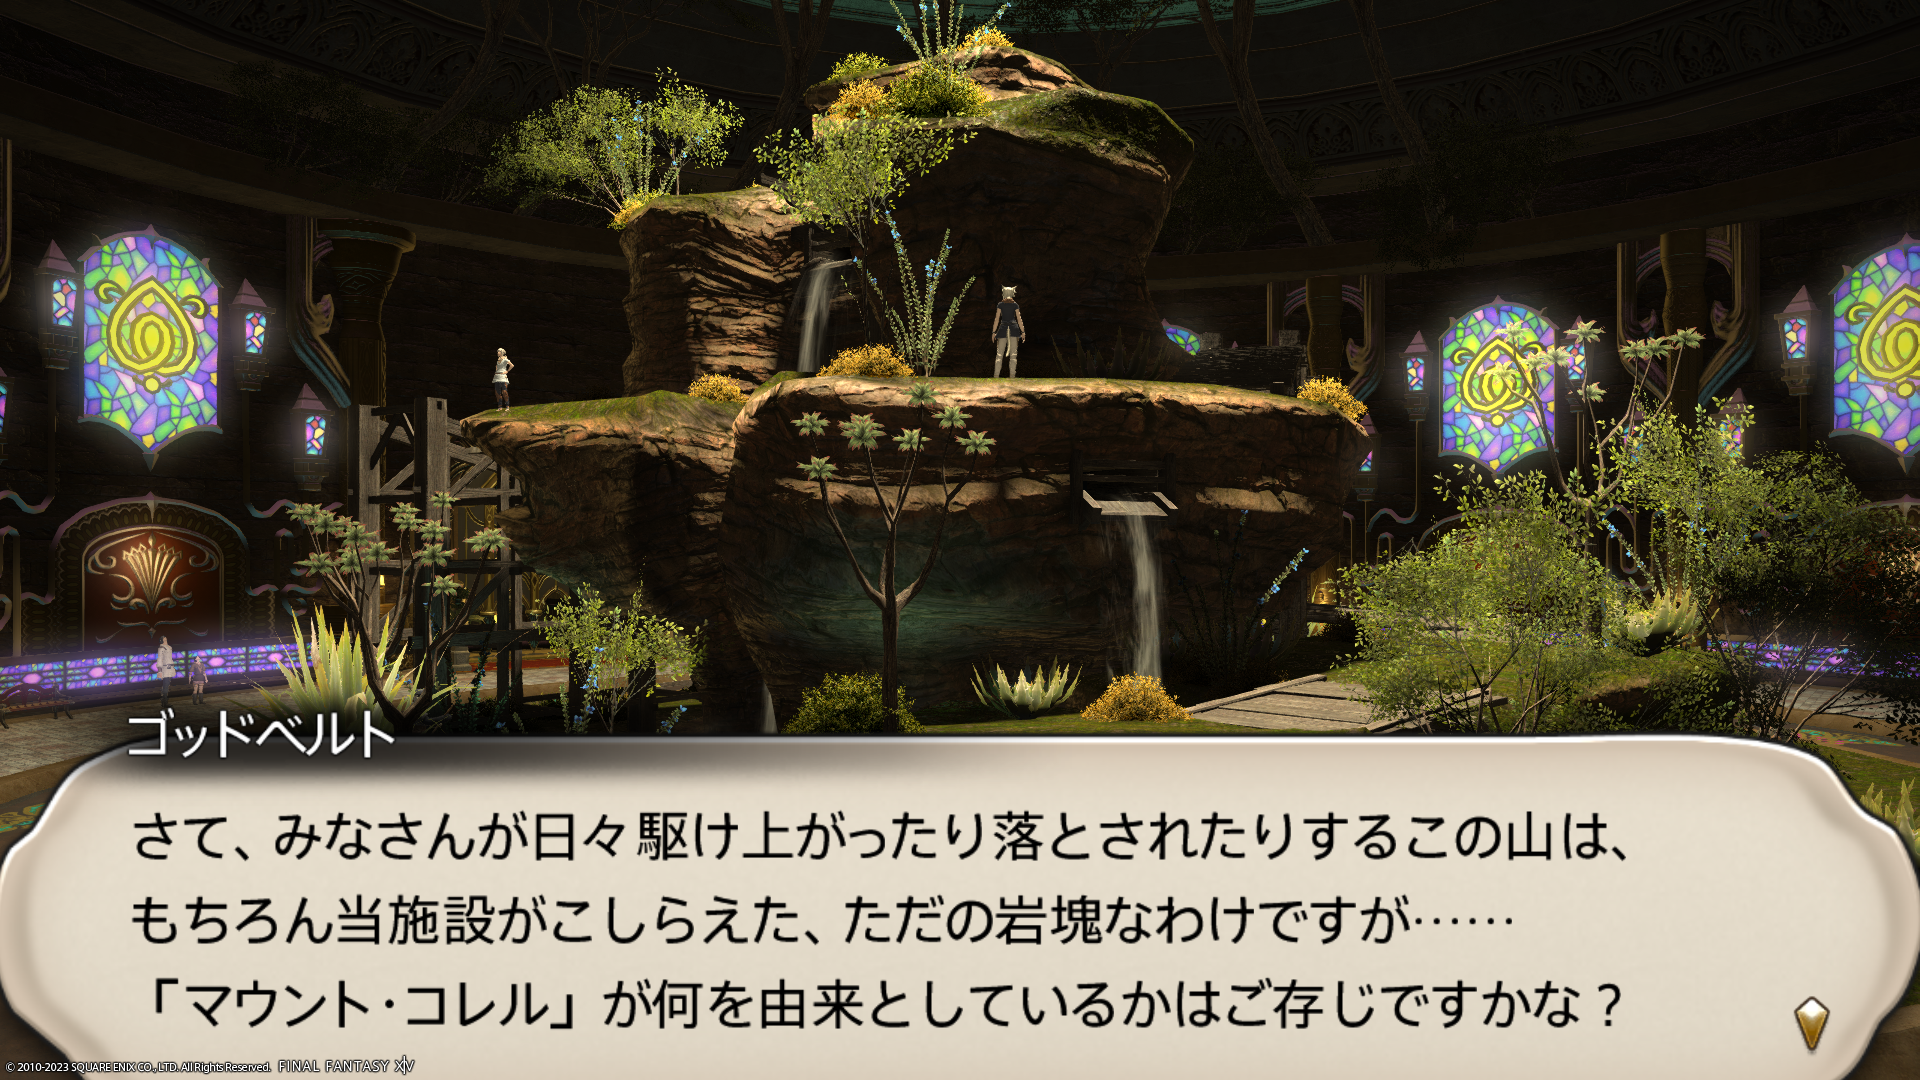 ゴッドベルト
さて、みなさんが日々駆け上がったり落とされたりするこの山は、
もちろん当施設がこしらえた、ただの岩塊なわけですが……
「マウント・コレル」が何を由来としているかはご存じですかな？
© 2010-2023 SQUARE ENIX CO., LTD. All Rights Reserved. FINAL FANTASY XIV